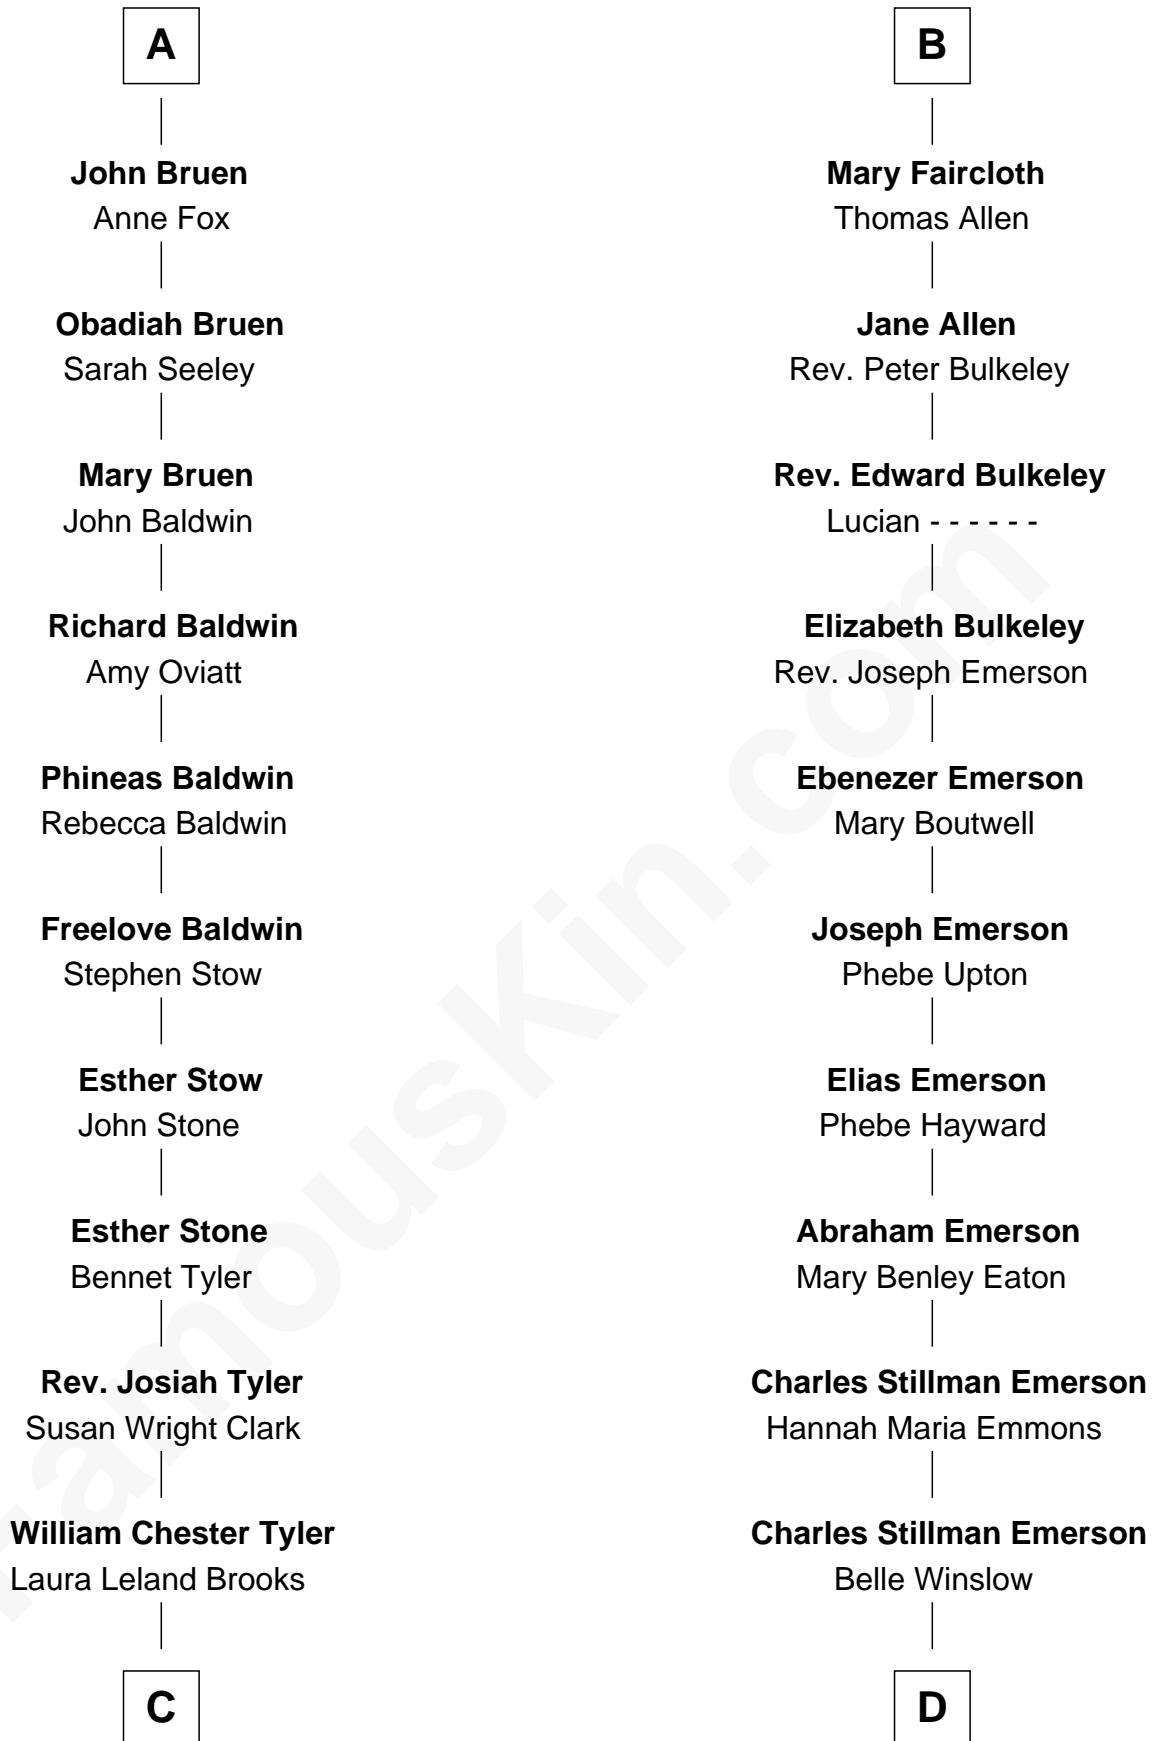 A
John Bruen
Anne Fox
Obadiah Bruen
Sarah Seeley
Mary Bruen
John Baldwin
Richard Baldwin
Amy Oviatt
Phineas Baldwin
Rebecca Baldwin
Freelove Baldwin
Stephen Stow
Esther Stow
John Stone
Esther Stone
Bennet Tyler
Rev. Josiah Tyler
Susan Wright Clark
William Chester Tyler
Laura Leland Brooks
C
B
Mary Faircloth
Thomas Allen
Jane Allen
Rev. Peter Bulkeley
Rev. Edward Bulkeley
Lucian - - - - - -
Elizabeth Bulkeley
Rev. Joseph Emerson
Ebenezer Emerson
Mary Boutwell
Joseph Emerson
Phebe Upton
Elias Emerson
Phebe Hayward
Abraham Emerson
Mary Benley Eaton
Charles Stillman Emerson
Hannah Maria Emmons
Charles Stillman Emerson
Belle Winslow
D
FamousKin.com